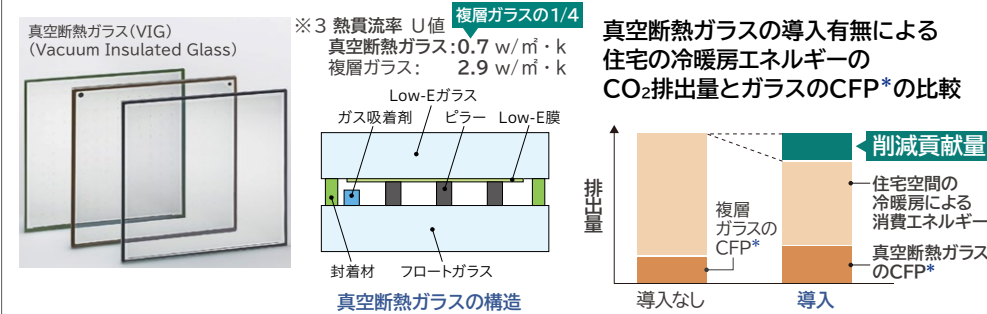 真空断熱ガラス(VIG)
(Vacuum Insulated Glass)
※3 熱貫流率 U値
複層ガラスの1/4
真空断熱ガラス:0.7 w/㎡・k
複層ガラス: 2.9 w/㎡・k
Low-Eガラス
ガス吸着剤
ピラー
Low-E膜
封着材
フロートガラス
真空断熱ガラスの構造
真空断熱ガラスの導入有無による
住宅の冷暖房エネルギーの
CO₂排出量とガラスのCFP*の比較
排出量
複層
ガラスの
CFP*
削減貢献量
住宅空間の
冷暖房による
消費エネルギー
真空断熱ガラス
のCFP*
導入なし
導入